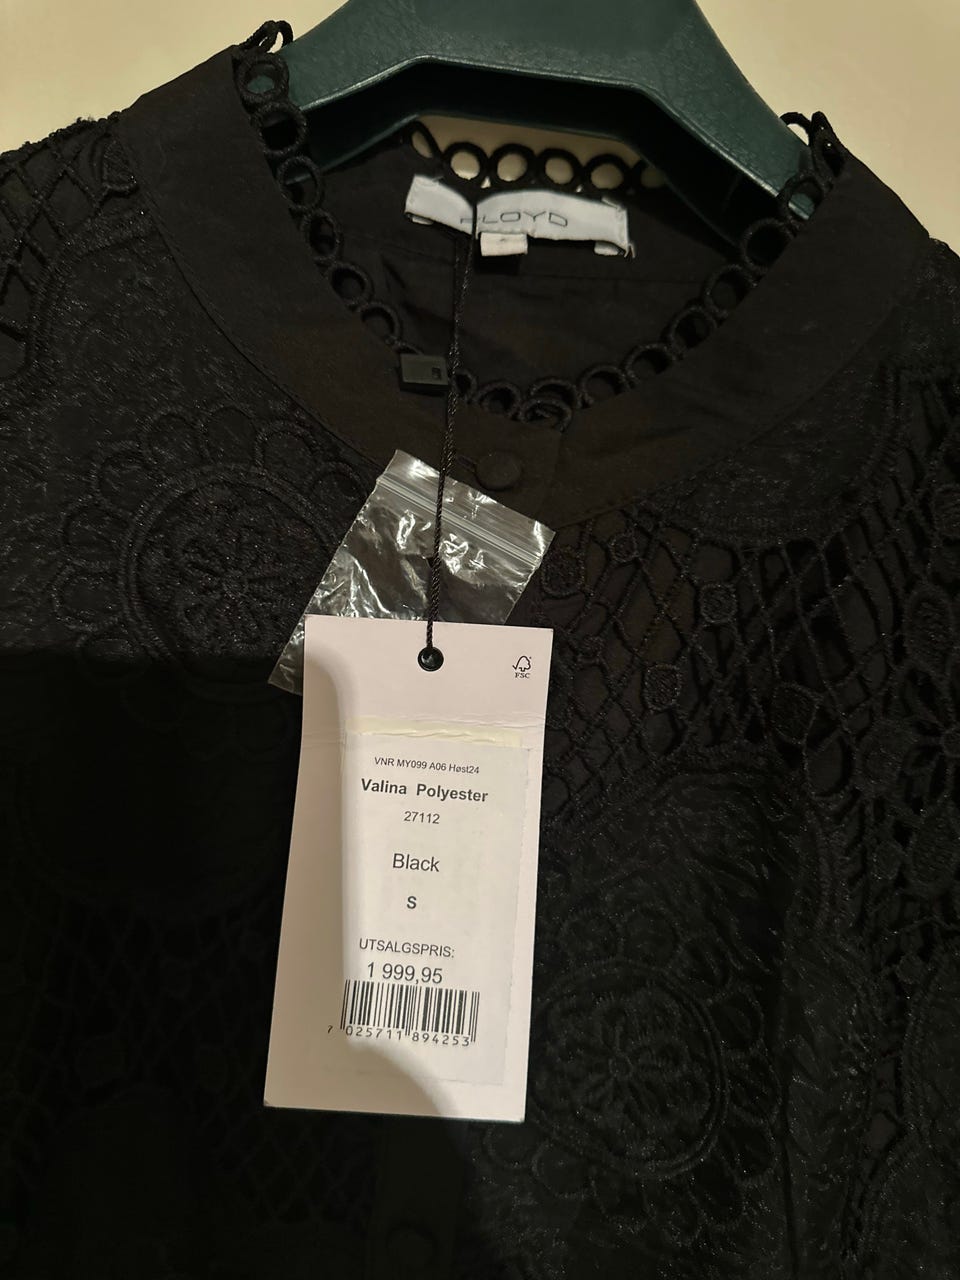 FLOYD
FSC
VNR MY099 A06 Høst24
Valina Polyester
27112
Black
S
UTSALGSPRIS:
1 999,95
7 025711 894253